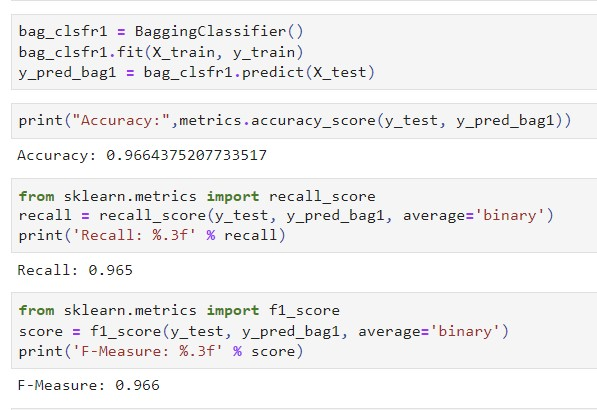 bag_clsfr1 = BaggingClassifier()
bag_clsfr1.fit(X_train, y_train)
y_pred_bag1 = bag_clsfr1.predict(X_test)
print("Accuracy:",metrics.accuracy_score(y_test, y_pred_bag1))
Accuracy: 0.9664375207733517
from sklearn.metrics import recall_score
recall = recall_score(y_test, y_pred_bag1, average='binary')
print('Recall: %.3f' % recall)
Recall: 0.965
from sklearn.metrics import f1_score
score = f1_score(y_test, y_pred_bag1, average='binary')
print('F-Measure: %.3f' % score)
F-Measure: 0.966